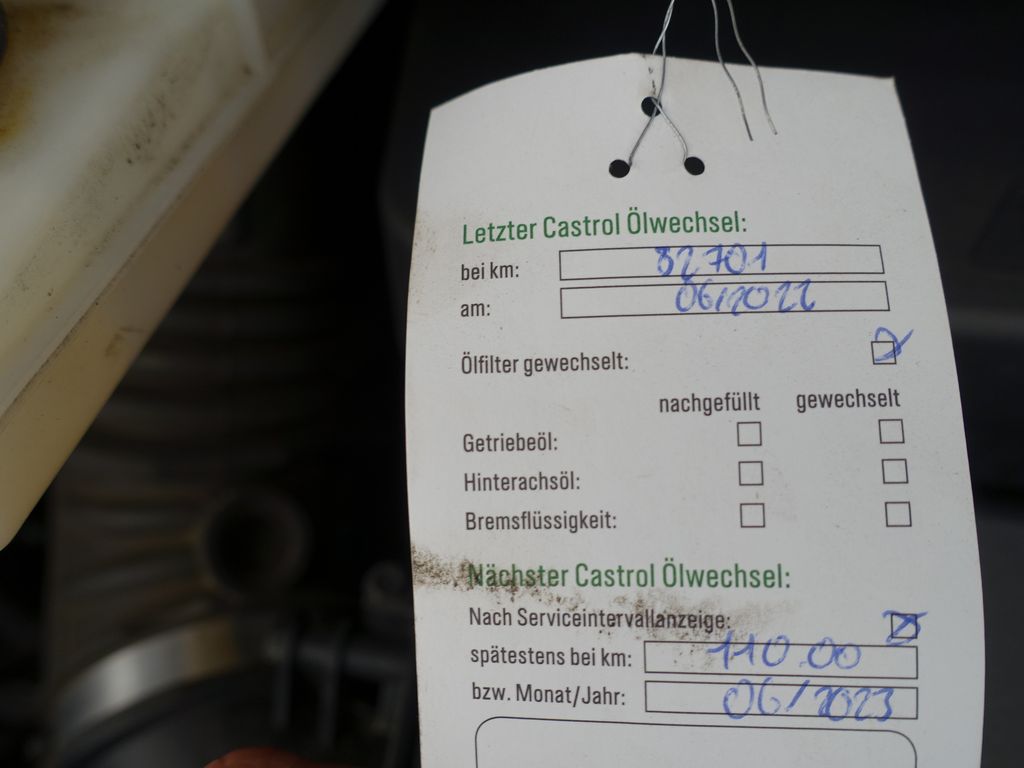 Letzter Castrol Ölwechsel:
bei km: 82701
am: 06/2022
Ölfilter gewechselt:
nachgefüllt gewechselt
Getriebeöl:
Hinterachsöl:
Bremsflüssigkeit:
Nächster Castrol Ölwechsel:
Nach Serviceintervallanzeige:
spätestens bei km: 110.00
bzw. Monat/Jahr: 06/2023